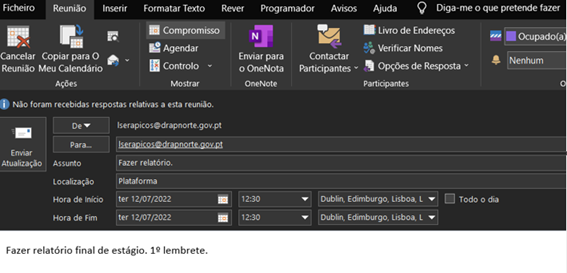 Ficheiro Reunião Inserir Formatar Texto Rever Programador Avisos Ajuda Diga-me o que pretende fazer
Cancelar Reunião
Copiar para O Meu Calendário
Ações
Compromisso
Agendar
Controlo
Mostrar
Enviar para o OneNote
OneNote
Contactar Participantes
Livro de Endereços
Verificar Nomes
Opções de Resposta
Participantes
Ocupado(a)
Nenhum
O
Não foram recebidas respostas relativas a esta reunião.
Enviar Atualização
De lserapicos@drapnorte.gov.pt
Para... lserapicos@drapnorte.gov.pt
Assunto Fazer relatório.
Localização Plataforma
Hora de Início ter 12/07/2022 12:30 Dublin, Edimburgo, Lisboa, L Todo o dia
Hora de Fim ter 12/07/2022 12:30 Dublin, Edimburgo, Lisboa, L
Fazer relatório final de estágio. 1º lembrete.